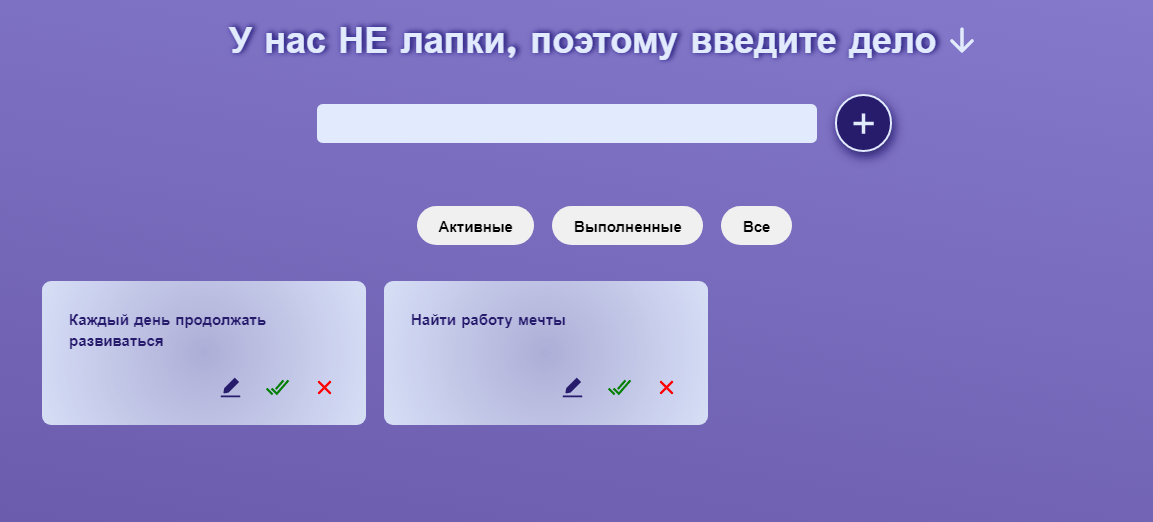 У нас НЕ лапки, поэтому введите дело ↓
Активные Выполненные Все
Каждый день продолжать
развиваться
Найти работу мечты